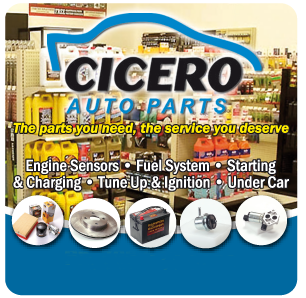 CICERO
AUTO PARTS
The parts you need, the service you deserve
Engine Sensors • Fuel System • Starting
& Charging • Tune Up & Ignition • Under Car